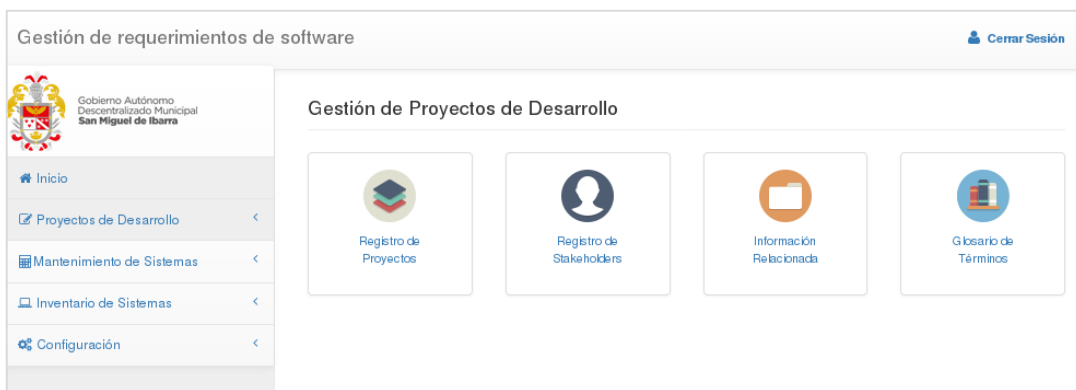 Gestión de requerimientos de software
Cerrar Sesión
Gobierno Autónomo
Descentralizado Municipal
San Miguel de Ibarra
Inicio
Proyectos de Desarrollo
Mantenimiento de Sistemas
Inventario de Sistemas
Configuración
Gestión de Proyectos de Desarrollo
Registro de
Proyectos
Registro de
Stakeholders
Información
Relacionada
Glosario de
Términos